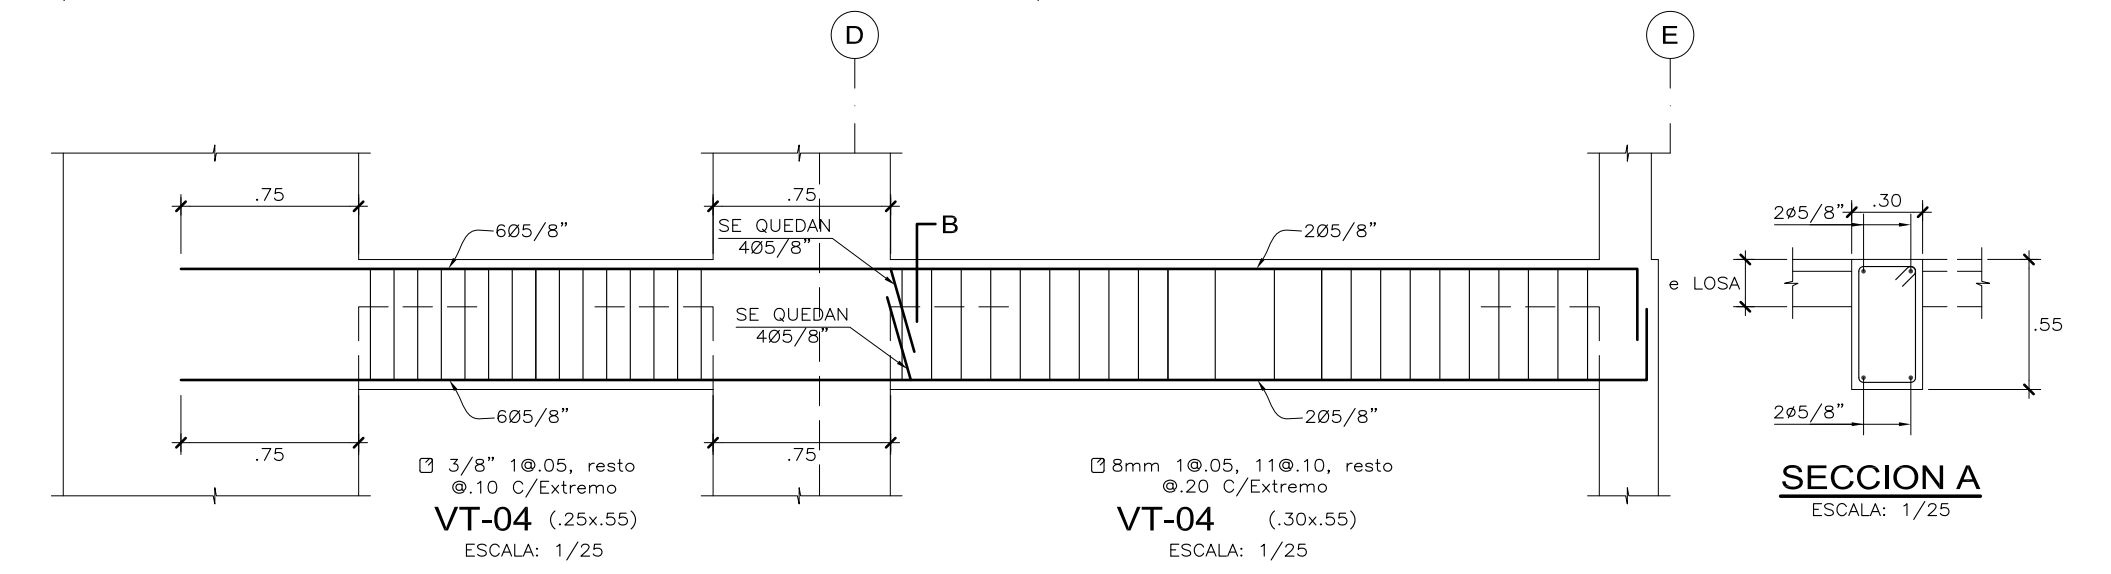 D
E
.75
.75
.30
2ø5/8"
SE QUEDAN
4Ø5/8"
B
6Ø5/8"
2Ø5/8"
e LOSA
SE QUEDAN
4Ø5/8"
.55
6Ø5/8"
2Ø5/8"
2ø5/8"
.75
.75
3/8" 1@.05, resto
@.10 C/Extremo
VT-04 (.25x.55)
ESCALA: 1/25
8mm 1@.05, 11@.10, resto
@.20 C/Extremo
VT-04 (.30x.55)
ESCALA: 1/25
SECCION A
ESCALA: 1/25